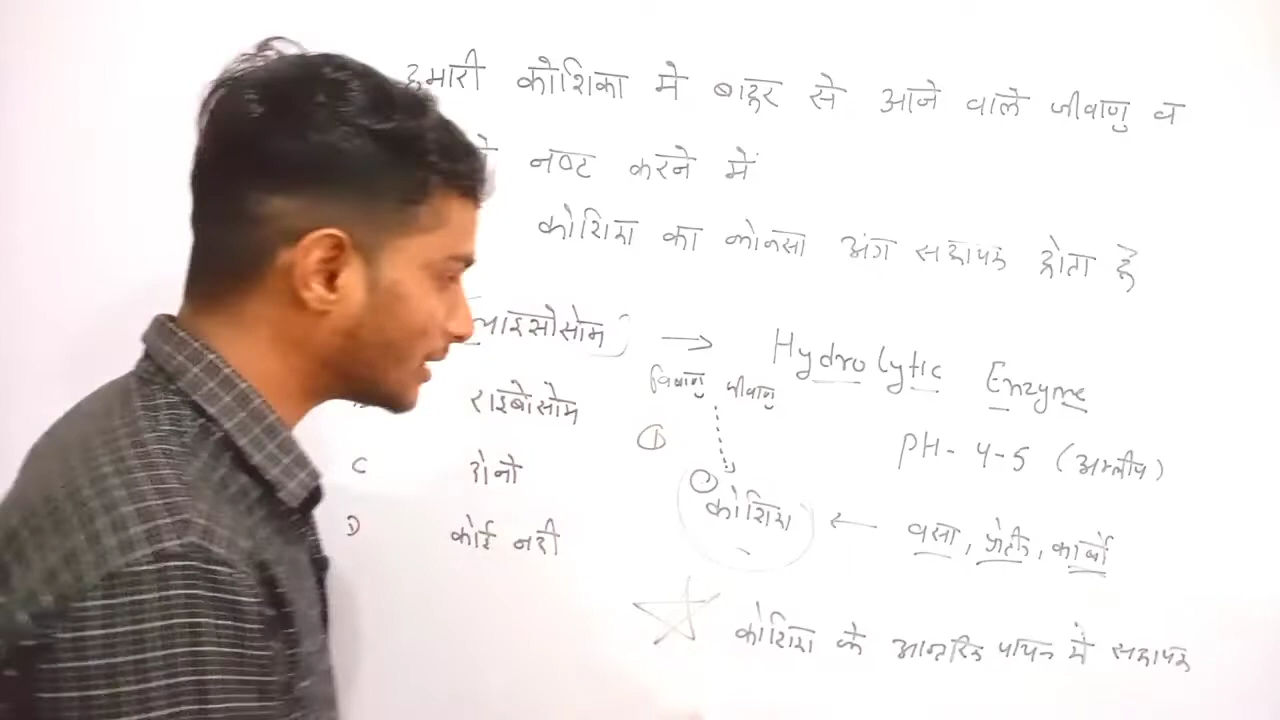 हमारी कोशिका मे बाहर से आने वाले जीवाणु व
नष्ट करने में
कोशिका का कोनसा अंग सहायक होता है
लाइसोसोम → Hydrolytic Enzyme
विषाणु जीवाणु
राइबोसोम
① PH- 4-5 (अम्लीय)
C दोनो
कोशिका ← वसा, प्रोटीन, कार्बो
D कोई नही
कोशिका के आन्तरिक पाचन मे सहायक